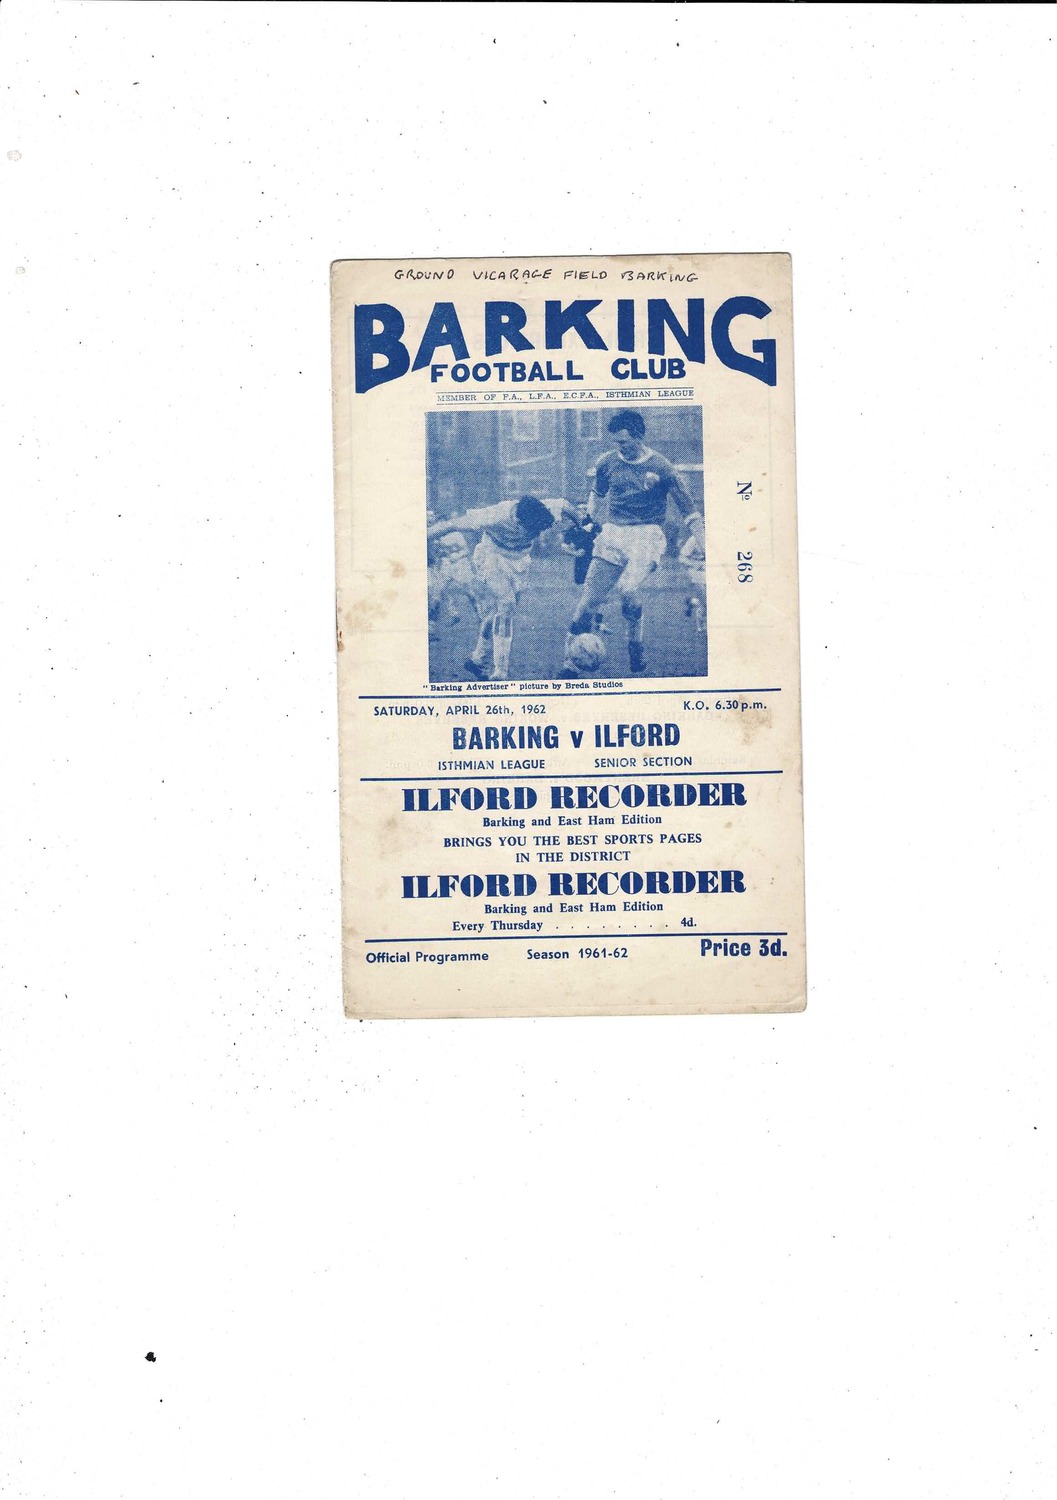 GROUND VICARAGE FIELD BARKING
BARKING
FOOTBALL CLUB
MEMBER OF F.A., L.F.A., E.C.F.A., ISTHMIAN LEAGUE
Nº 268
" Barking Advertiser " picture by Breda Studios
SATURDAY, APRIL 26th, 1962 K.O. 6.30 p.m.
BARKING v ILFORD
ISTHMIAN LEAGUE SENIOR SECTION
ILFORD RECORDER
Barking and East Ham Edition
BRINGS YOU THE BEST SPORTS PAGES
IN THE DISTRICT
ILFORD RECORDER
Barking and East Ham Edition
Every Thursday . . . . . . . . 4d.
Official Programme Season 1961-62 Price 3d.